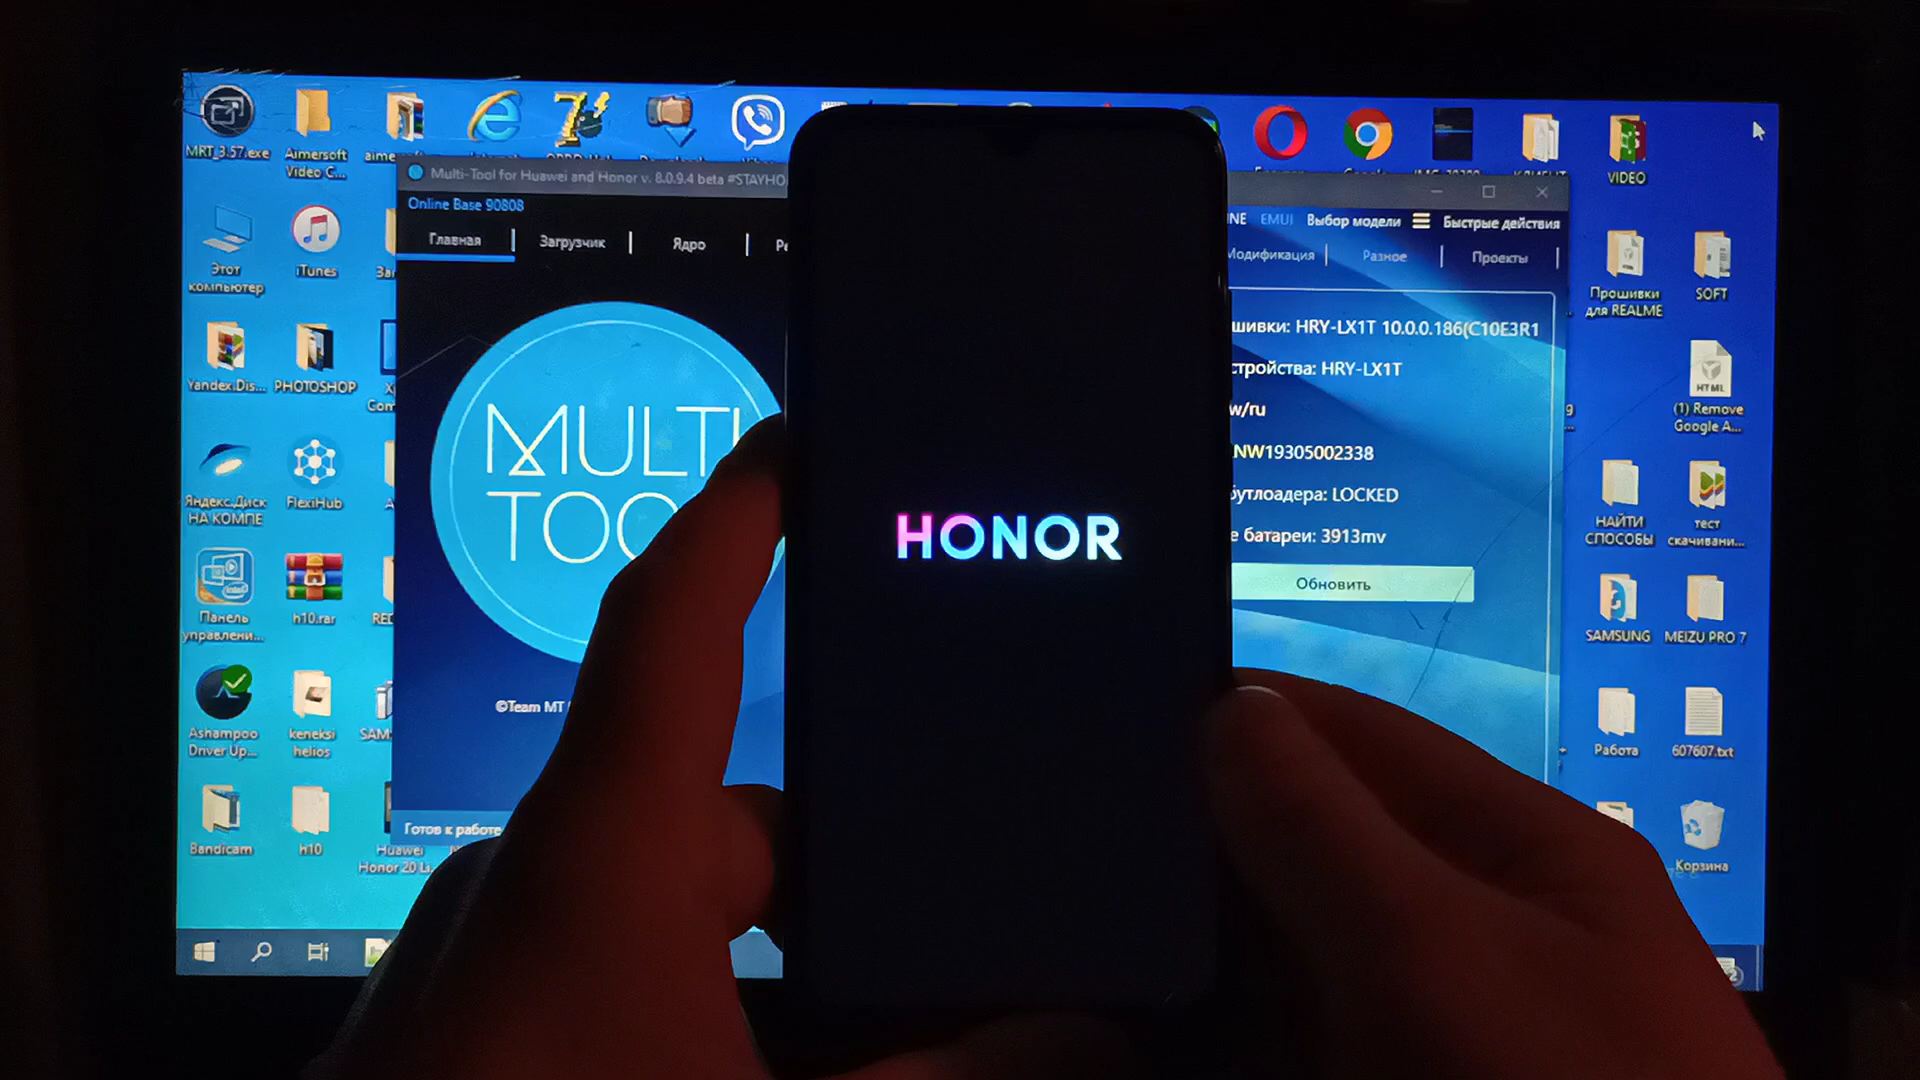 MRT_3.57.exe
Aimersoft
Video C...
VIDEO
Multi-Tool for Huawei and Honor v. 8.0.9.4 beta #STAYHO
Online Base 90808
EMUI
Выбор модели
Быстрые действия
Главная
Загрузчик
Ядро
Модификация
Разное
Проекты
Этот
компьютер
iTunes
Прошивки
для REALME
SOFT
шивки: HRY-LX1T 10.0.0.186(C10E3R1
стройства: HRY-LX1T
w/ru
NW19305002338
бутлоадера: LOCKED
е батареи: 3913mv
Обновить
Yandex.Dis...
PHOTOSHOP
HTML
(1) Remove
Google A...
MULTI
TOO
HONOR
Яндекс.Диск
НА КОМПЕ
FlexiHub
НАЙТИ
СПОСОБЫ
тест
скачивани...
intel
Панель
управлени...
h10.rar
SAMSUNG
MEIZU PRO 7
©Team MT
Ashampoo
Driver Up...
keneksi
helios
Работа
607607.txt
Готов к работе
Bandicam
h10
Huawei
Honor 20 Li...
Корзина